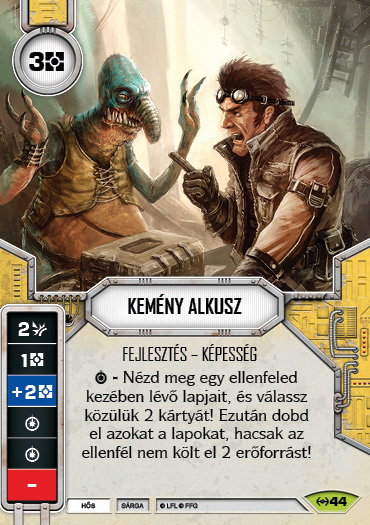 3
KEMÉNY ALKUSZ
FEJLESZTÉS – KÉPESSÉG
- Nézd meg egy ellenfeled
kezében lévő lapjait, és válassz
közülük 2 kártyát! Ezután dobd
el azokat a lapokat, hacsak az
ellenfél nem költ el 2 erőforrást!
2
1
+2
–
HŐS
SÁRGA
© LFL © FFG
44